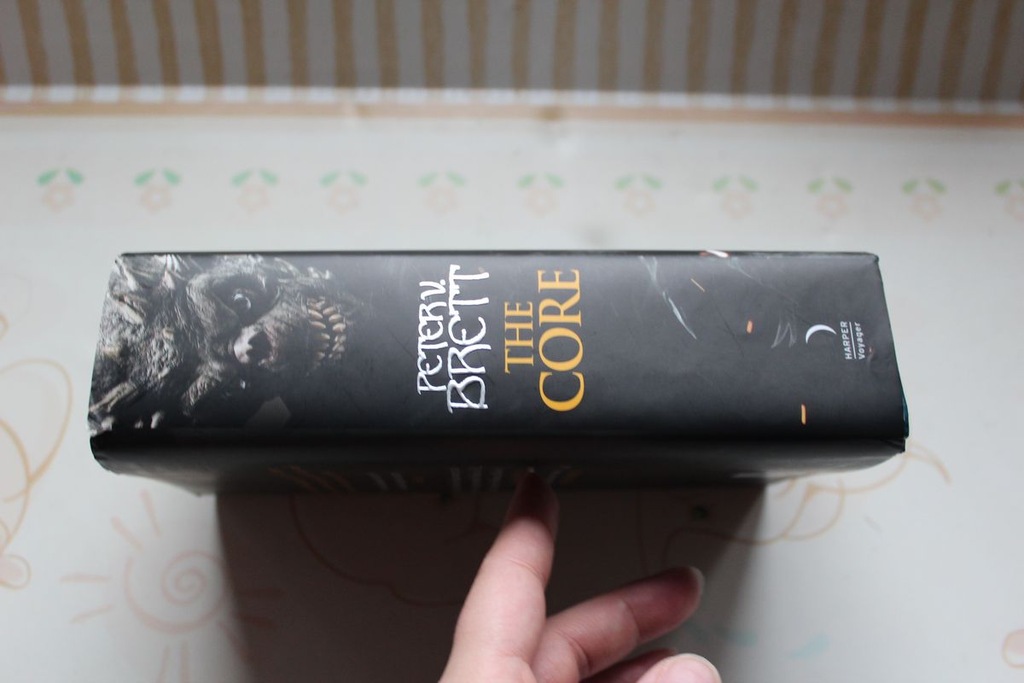 PETER V.
BRETT
THE
CORE
HARPER
Voyager